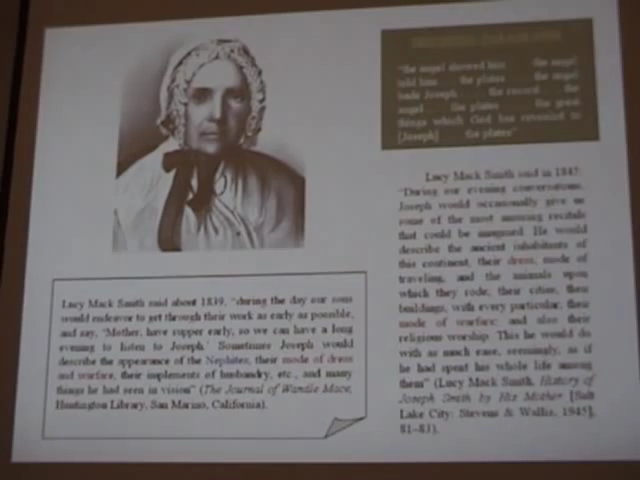 "the angel showed him the angel
told him the plates the angel
bade Joseph the record the
angel the plates the great
things which God has revealed to
[Joseph] the plates"
Lucy Mack Smith said in 1845:
"During our evening conversations,
Joseph would occasionally give us
some of the most amusing recitals
that could be imagined. He would
describe the ancient inhabitants of
this continent, their dress, mode of
traveling, and the animals upon
which they rode; their cities, their
buildings, with every particular; their
mode of warfare; and also their
religious worship. This he would do
with as much ease, seemingly, as if
he had spent his whole life among
them" (Lucy Mack Smith, History of
Joseph Smith by His Mother [Salt
Lake City: Stevens & Wallis, 1945],
81–83).
Lucy Mack Smith said about 1839, "during the day our sons
would endeavor to get through their work as early as possible,
and say, 'Mother, have supper early, so we can have a long
evening to listen to Joseph.' Sometimes Joseph would
describe the appearance of the Nephites, their mode of dress
and warfare, their implements of husbandry, etc., and many
things he had seen in vision" (The Journal of Wandle Mace,
Huntington Library, San Marino, California).